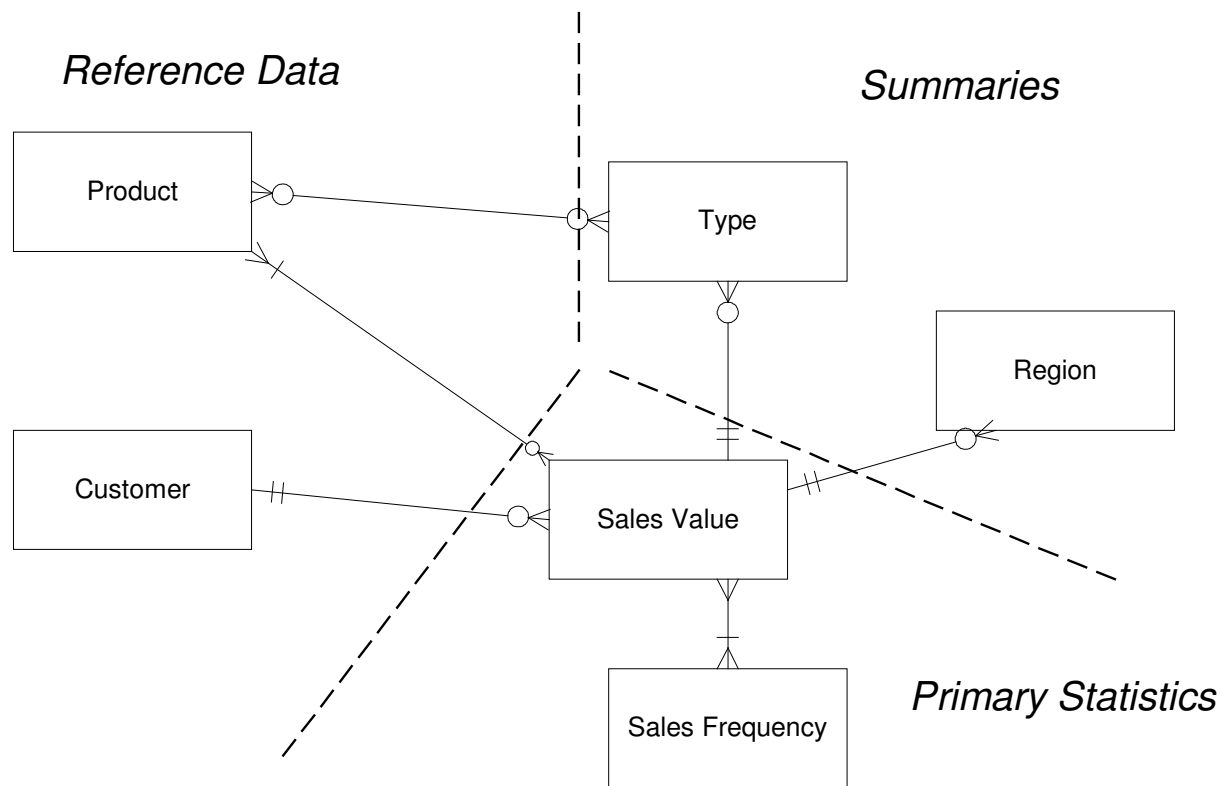 Reference Data
Summaries
Product
Type
Region
Customer
Sales Value
Primary Statistics
Sales Frequency